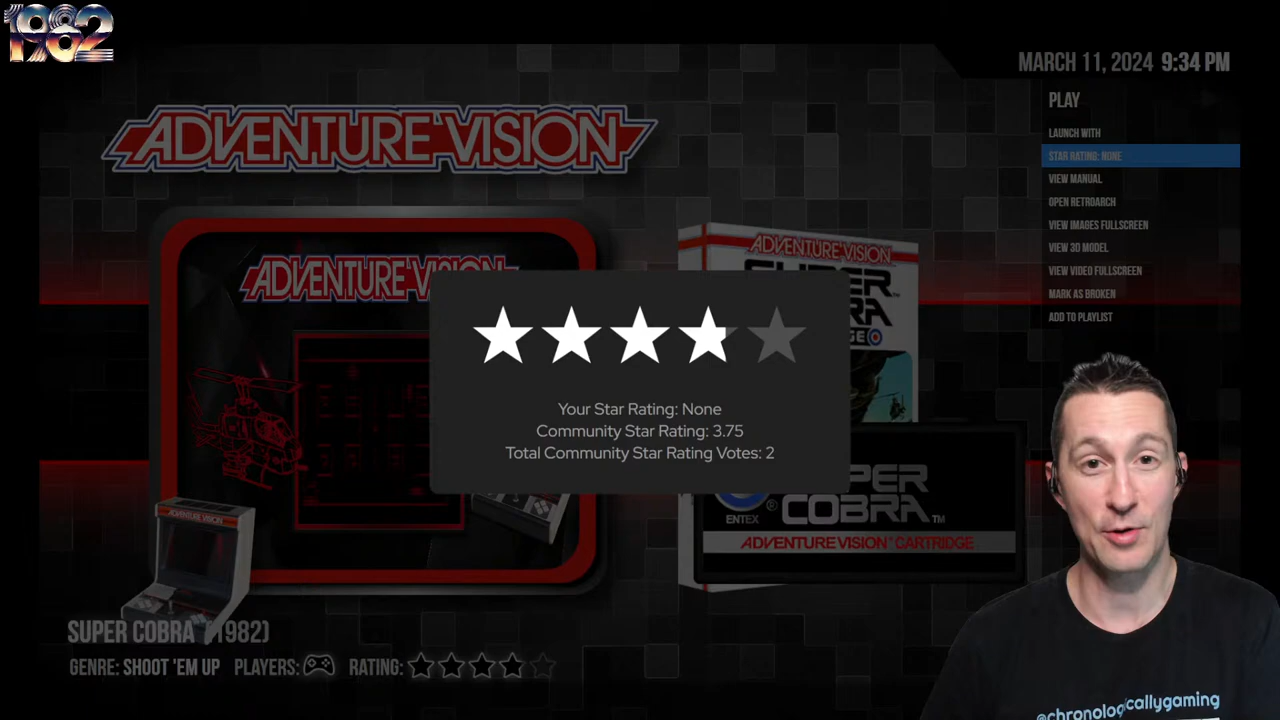 1982
MARCH 11, 2024 9:34 PM
PLAY
LAUNCH WITH
STAR RATING: NONE
VIEW MANUAL
OPEN RETROARCH
VIEW IMAGES FULLSCREEN
VIEW 3D MODEL
VIEW VIDEO FULLSCREEN
MARK AS BROKEN
ADD TO PLAYLIST
ADVENTURE VISION
ADVENTURE VISION
ADVENTURE VISION
Your Star Rating: None
Community Star Rating: 3.75
Total Community Star Rating Votes: 2
ENTEX ® COBRA™
ADVENTURE VISION® CARTRIDGE
ADVENTURE VISION
SUPER COBRA (1982)
GENRE: SHOOT 'EM UP PLAYERS: RATING:
@chronologicallygaming